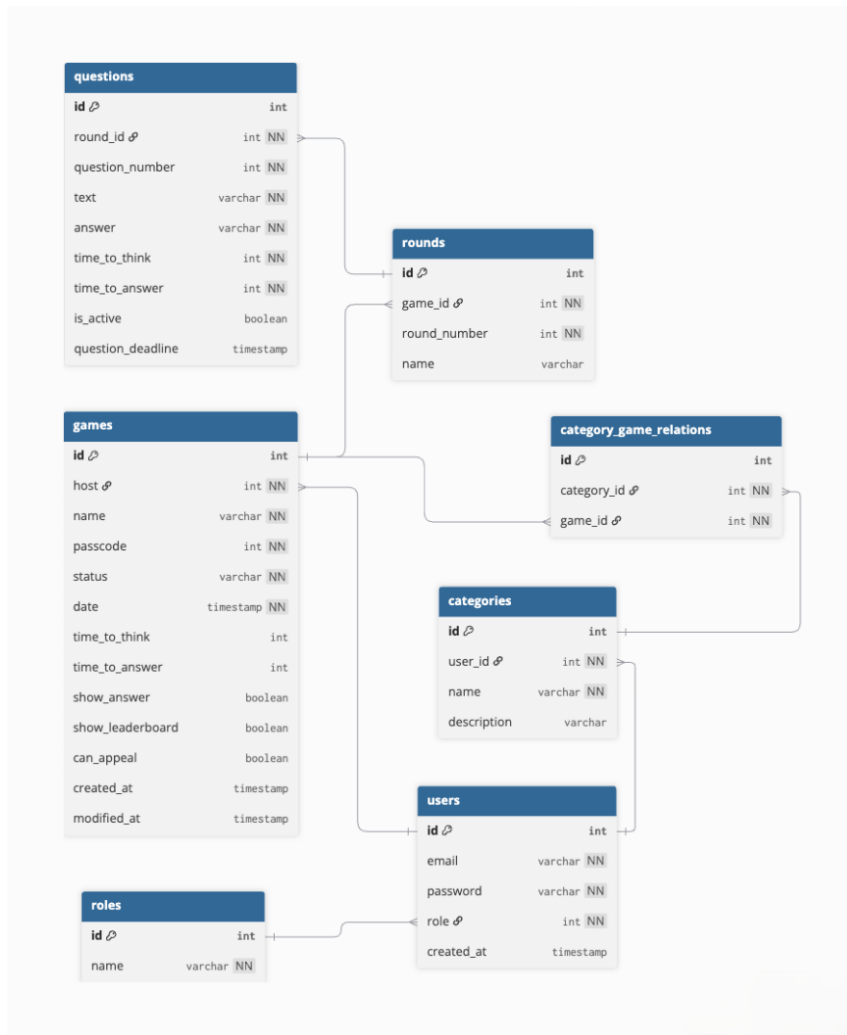 questions
id int
round_id int NN
question_number int NN
text varchar NN
answer varchar NN
time_to_think int NN
time_to_answer int NN
is_active boolean
question_deadline timestamp
rounds
id int
game_id int NN
round_number int NN
name varchar
games
id int
host int NN
name varchar NN
passcode int NN
status varchar NN
date timestamp NN
time_to_think int
time_to_answer int
show_answer boolean
show_leaderboard boolean
can_appeal boolean
created_at timestamp
modified_at timestamp
category_game_relations
id int
category_id int NN
game_id int NN
categories
id int
user_id int NN
name varchar NN
description varchar
users
id int
email varchar NN
password varchar NN
role int NN
created_at timestamp
roles
id int
name varchar NN